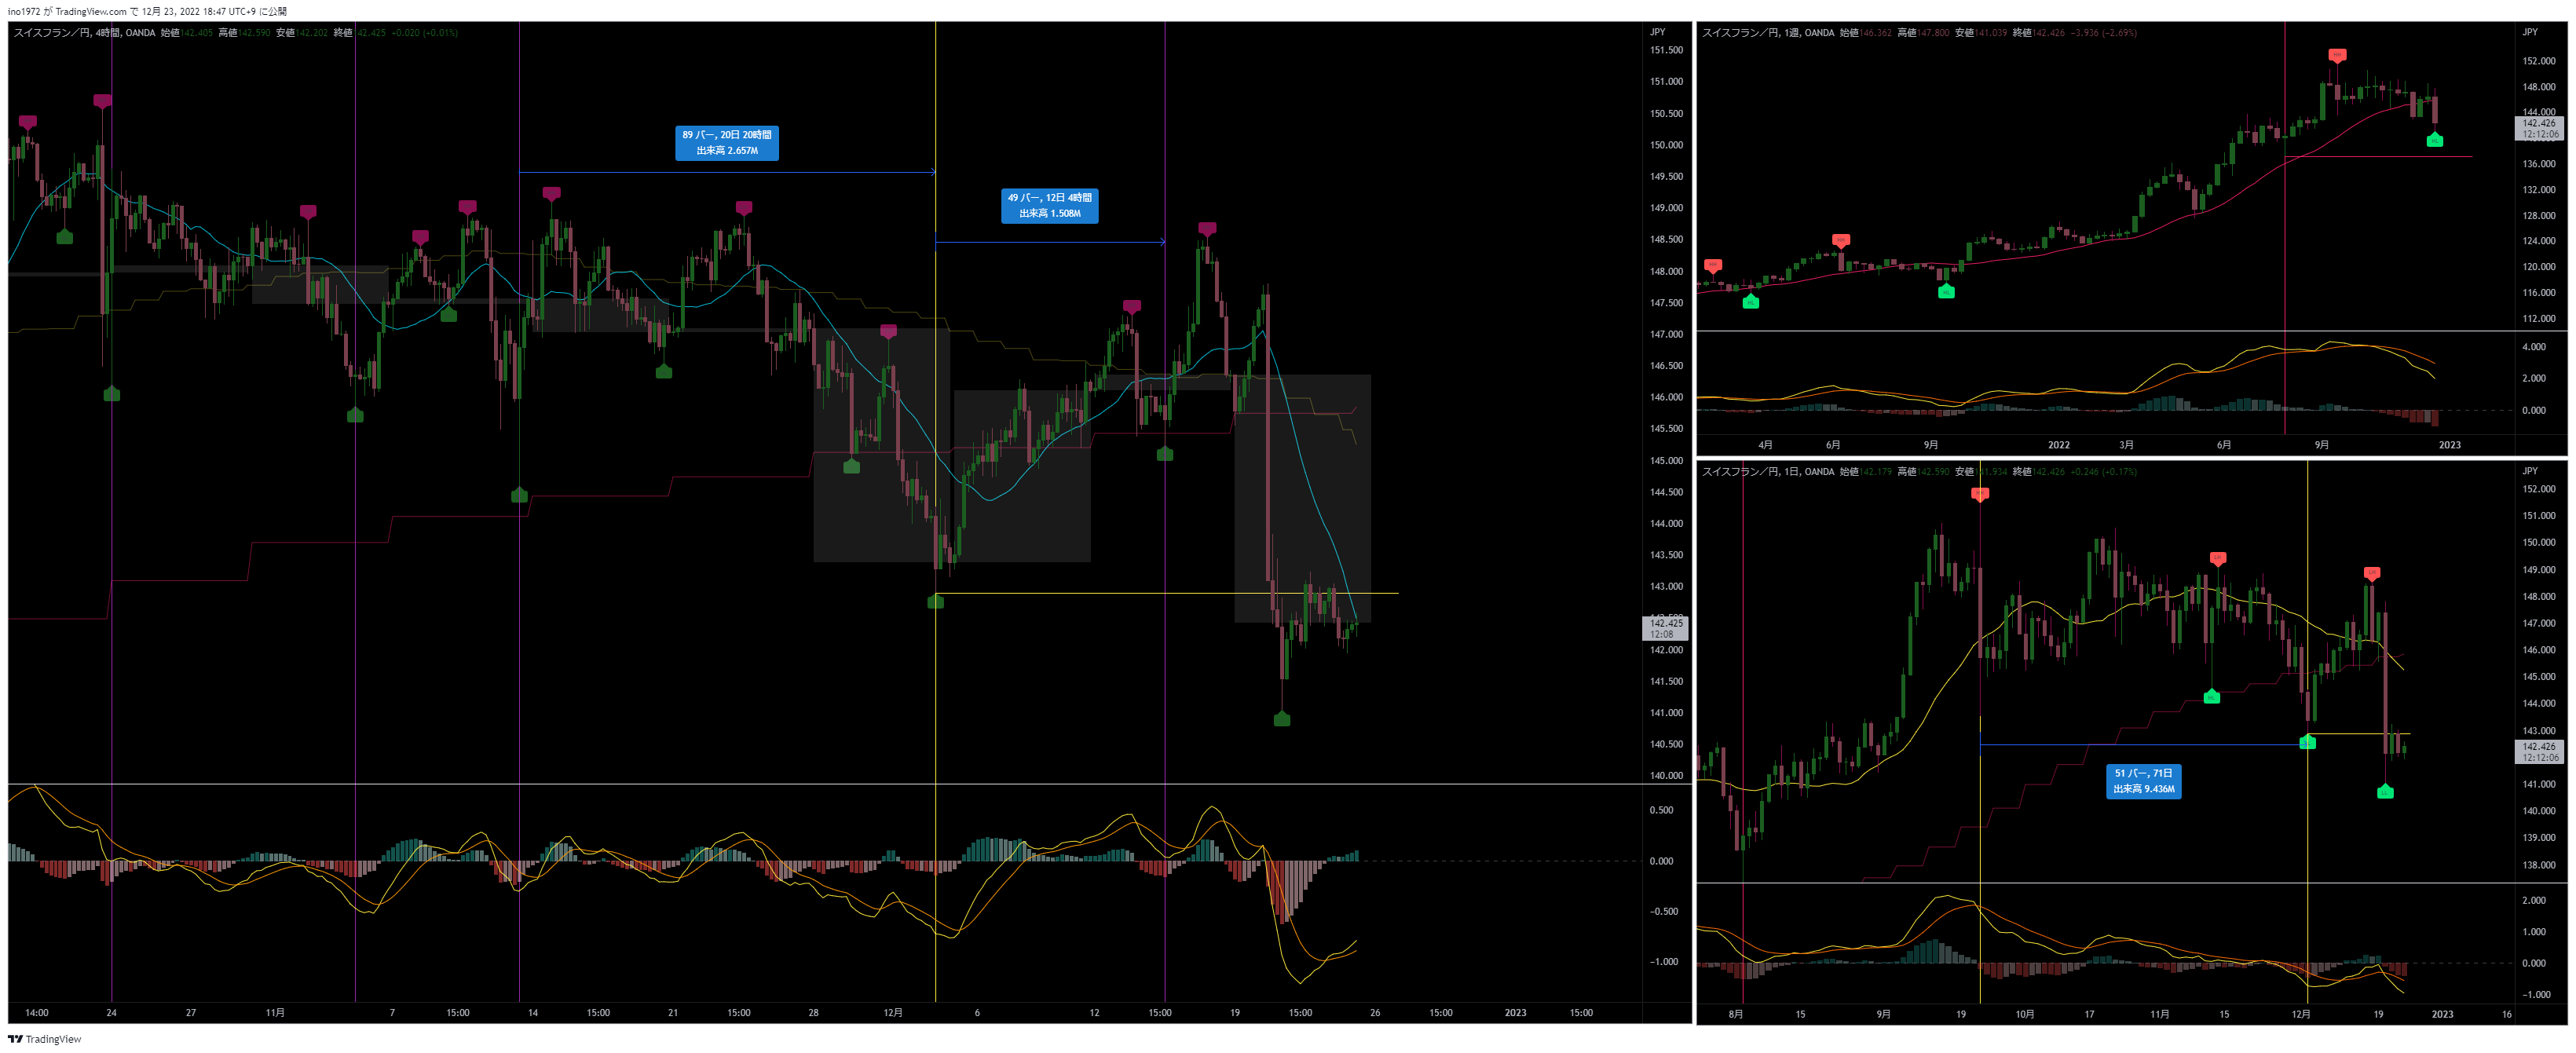 ino1972 が TradingView.com で 12月 23, 2022 18:47 UTC+9 に公開
スイスフラン／円, 4時間, OANDA 始値142.405 高値142.590 安値142.202 終値142.425 +0.020 (+0.01%)
JPY
151.500
151.000
150.500
150.000
149.500
149.000
148.500
148.000
147.500
147.000
146.500
146.000
145.500
145.000
144.500
144.000
143.500
143.000
142.425
12:08
142.000
141.500
141.000
140.500
140.000
0.500
0.000
−0.500
−1.000
89 バー, 20日 20時間
出来高 2.657M
49 バー, 12日 4時間
出来高 1.508M
14:00 24 27 11月 7 15:00 14 15:00 21 15:00 28 12月 6 12 15:00 19 15:00 26 15:00 2023 15:00
スイスフラン／円, 1週, OANDA 始値146.362 高値147.800 安値141.039 終値142.426 −3.936 (−2.69%)
JPY
152.000
148.000
144.000
142.426
12:12:06
136.000
132.000
128.000
124.000
120.000
116.000
112.000
4.000
2.000
0.000
HH
HH
HH
HL
HL
HL
4月 6月 9月 2022 3月 6月 9月 2023
スイスフラン／円, 1日, OANDA 始値142.179 高値142.590 安値141.934 終値142.426 +0.246 (+0.17%)
JPY
152.000
151.000
150.000
149.000
148.000
147.000
146.000
145.000
144.000
143.000
142.426
12:12:06
141.000
140.000
139.000
138.000
2.000
1.000
0.000
−1.000
LH
LH
HL
LL
51 バー, 71日
出来高 9.436M
8月 15 9月 19 10月 17 11月 15 12月 19 2023 16
TradingView